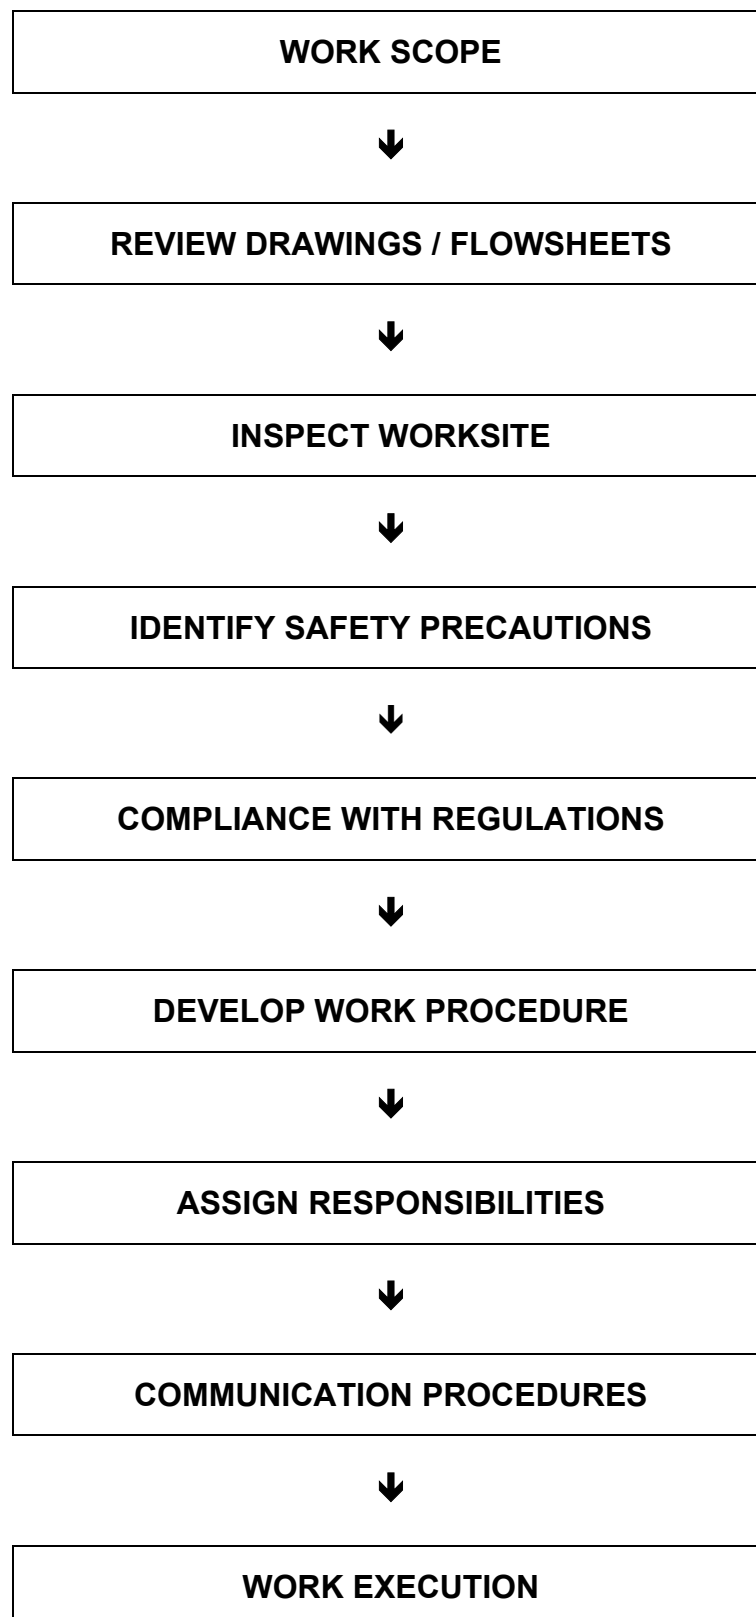 WORK SCOPE
REVIEW DRAWINGS / FLOWSHEETS
INSPECT WORKSITE
IDENTIFY SAFETY PRECAUTIONS
COMPLIANCE WITH REGULATIONS
DEVELOP WORK PROCEDURE
ASSIGN RESPONSIBILITIES
COMMUNICATION PROCEDURES
WORK EXECUTION